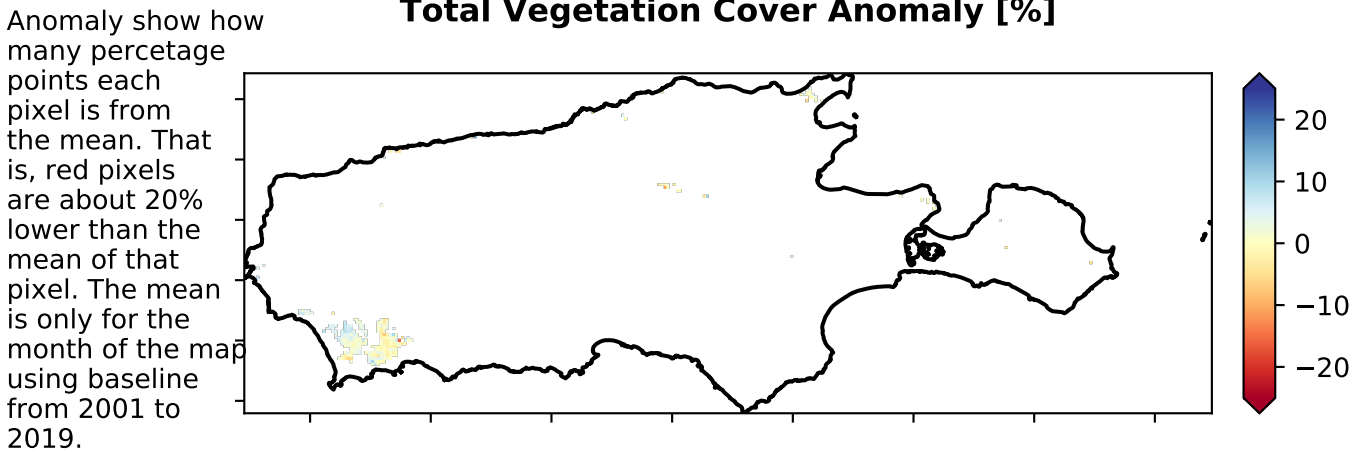 Total Vegetation Cover Anomaly [%]
Anomaly show how
many percetage
points each
pixel is from
the mean. That
is, red pixels
are about 20%
lower than the
mean of that
pixel. The mean
is only for the
month of the map
using baseline
from 2001 to
2019.
20
10
0
−10
−20